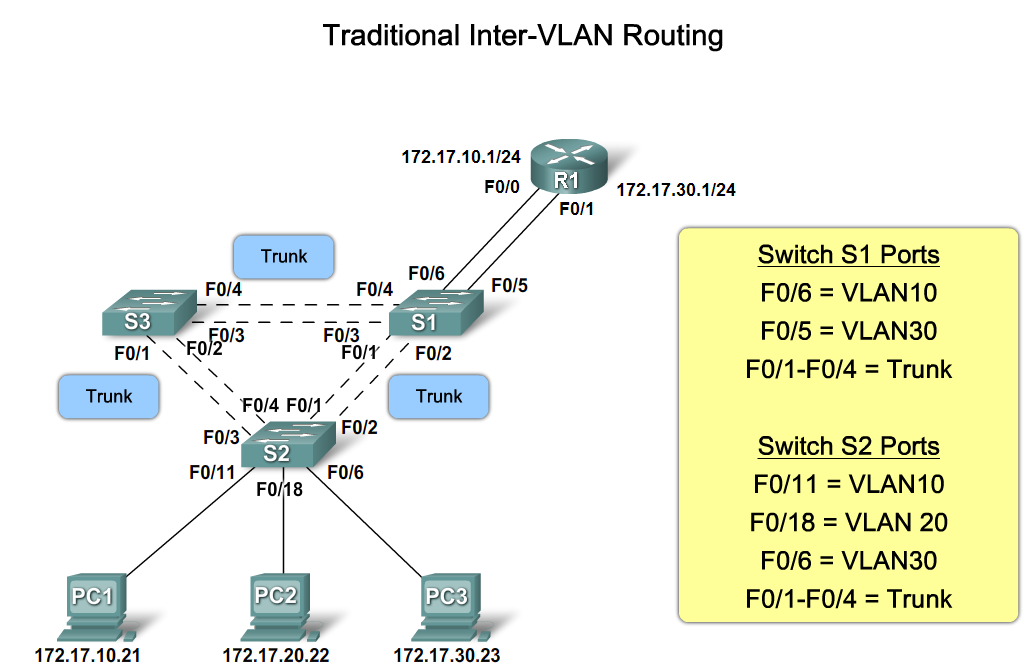 Traditional Inter-VLAN Routing
172.17.10.1/24
F0/0
R1
172.17.30.1/24
F0/1
Trunk
F0/6
F0/5
F0/4
F0/4
S3
S1
F0/3
F0/3
F0/1
F0/2
F0/1
F0/2
Trunk
Trunk
F0/4
F0/1
F0/3
F0/2
S2
F0/11
F0/18
F0/6
PC1
PC2
PC3
172.17.10.21
172.17.20.22
172.17.30.23
Switch S1 Ports
F0/6 = VLAN10
F0/5 = VLAN30
F0/1-F0/4 = Trunk
Switch S2 Ports
F0/11 = VLAN10
F0/18 = VLAN 20
F0/6 = VLAN30
F0/1-F0/4 = Trunk